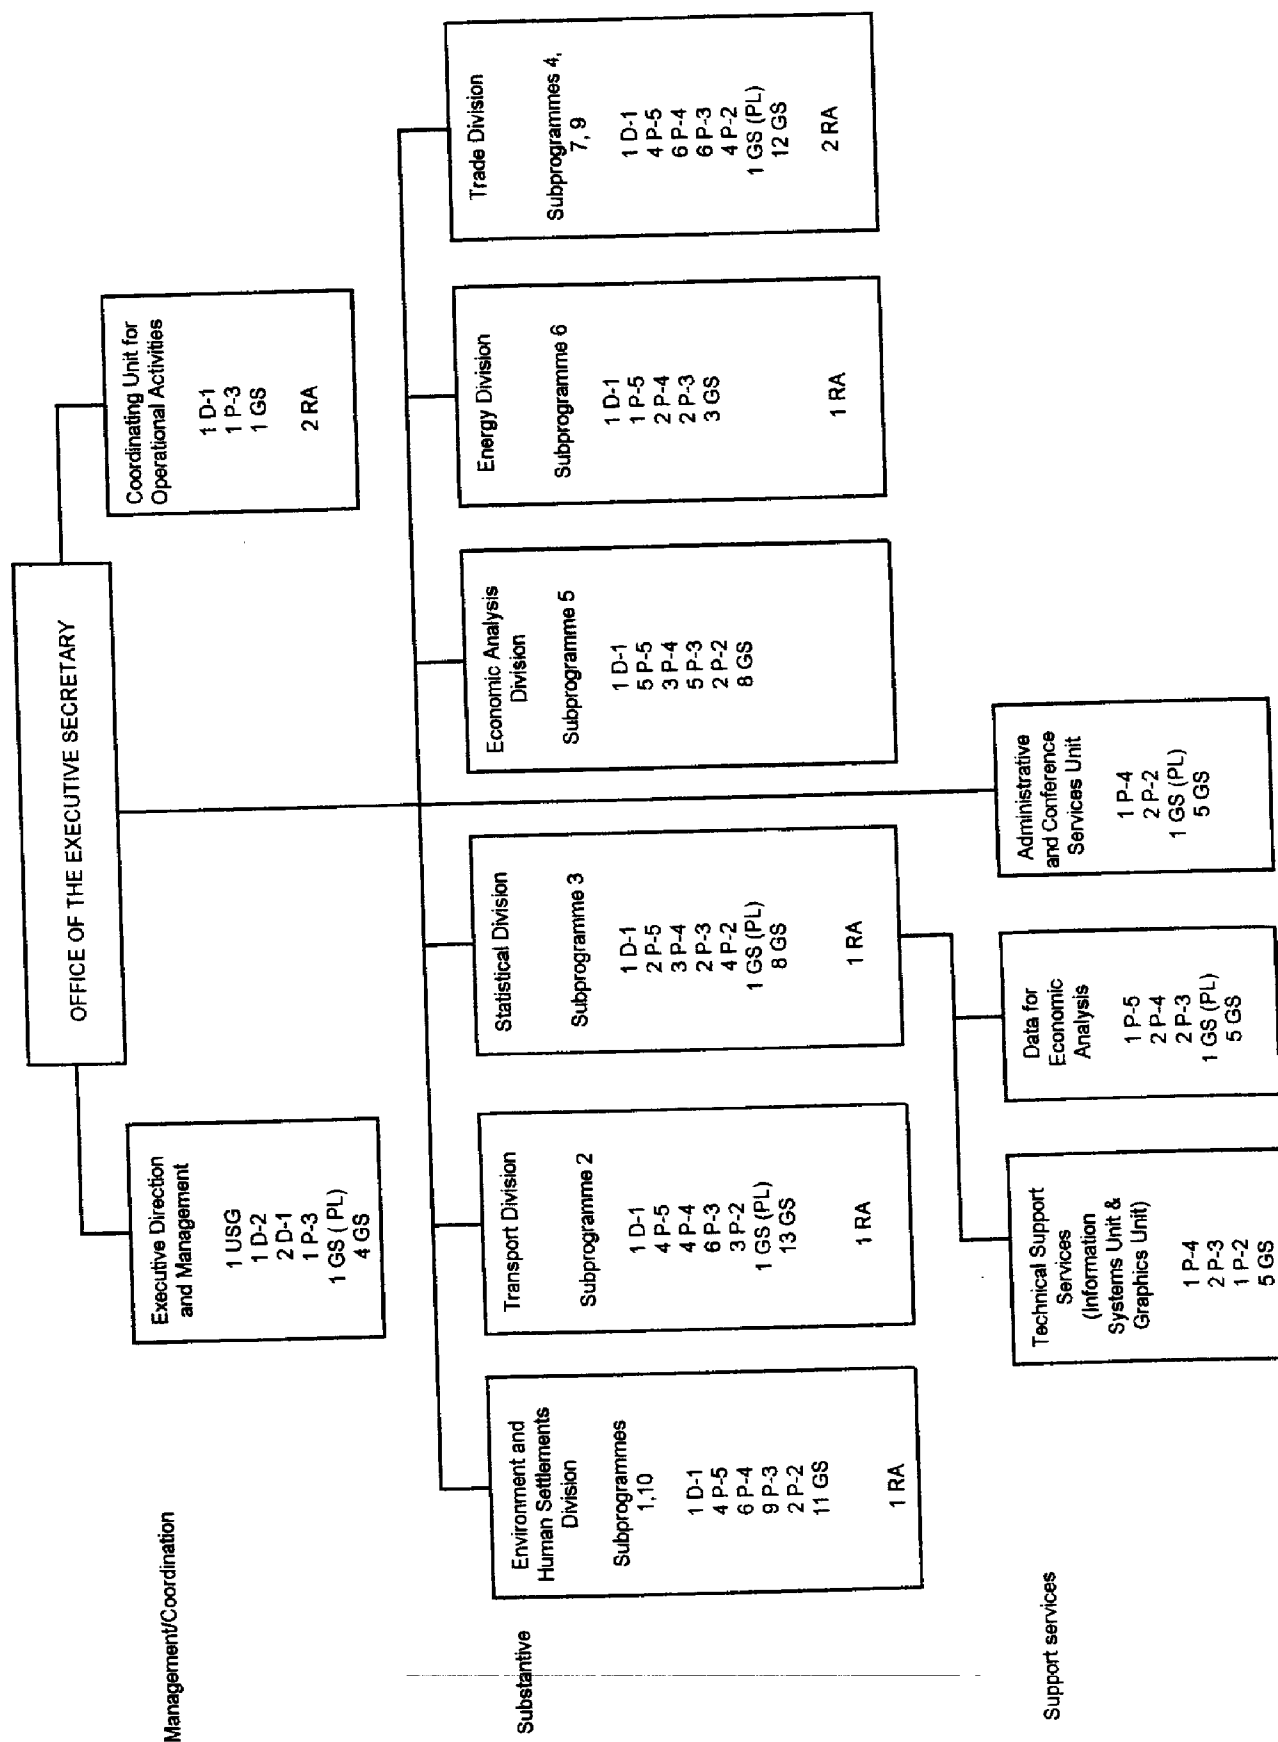 OFFICE OF THE EXECUTIVE SECRETARY
Management/Coordination
Executive Direction
and Management
1 USG
1 D-2
2 D-1
1 P-3
1 GS ( PL)
4 GS
Coordinating Unit for
Operational Activities
1 D-1
1 P-3
1 GS
2 RA
Substantive
Environment and
Human Settlements
Division
Subprogrammes
1,10
1 D-1
4 P-5
6 P-4
9 P-3
2 P-2
11 GS
1 RA
Transport Division
Subprogramme 2
1 D-1
4 P-5
4 P-4
6 P-3
3 P-2
1 GS (PL)
13 GS
1 RA
Statistical Division
Subprogramme 3
1 D-1
2 P-5
3 P-4
2 P-3
4 P-2
1 GS (PL)
8 GS
1 RA
Economic Analysis
Division
Subprogramme 5
1 D-1
5 P-5
3 P-4
5 P-3
2 P-2
8 GS
Energy Division
Subprogramme 6
1 D-1
1 P-5
2 P-4
2 P-3
3 GS
1 RA
Trade Division
Subprogrammes 4,
7, 9
1 D-1
4 P-5
6 P-4
6 P-3
4 P-2
1 GS (PL)
12 GS
2 RA
Support services
Technical Support
Services
(Information
Systems Unit &
Graphics Unit)
1 P-4
2 P-3
1 P-2
5 GS
Data for
Economic
Analysis
1 P-5
2 P-4
2 P-3
1 GS (PL)
5 GS
Administrative
and Conference
Services Unit
1 P-4
2 P-2
1 GS (PL)
5 GS